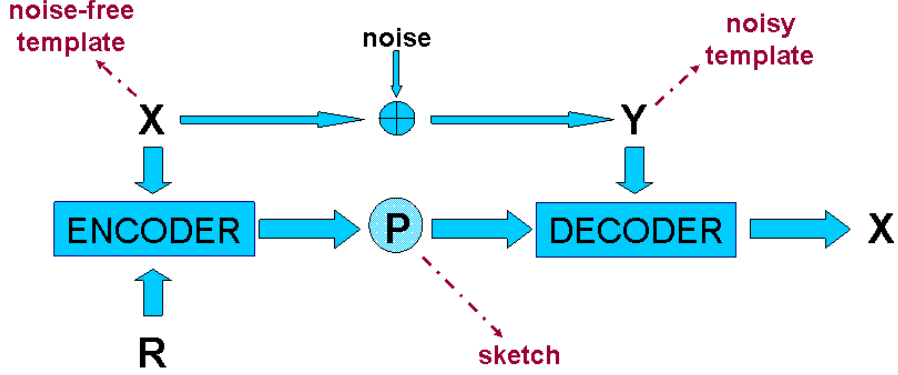 noise-free
template
noise
noisy
template
X
Y
ENCODER
P
DECODER
X
R
sketch